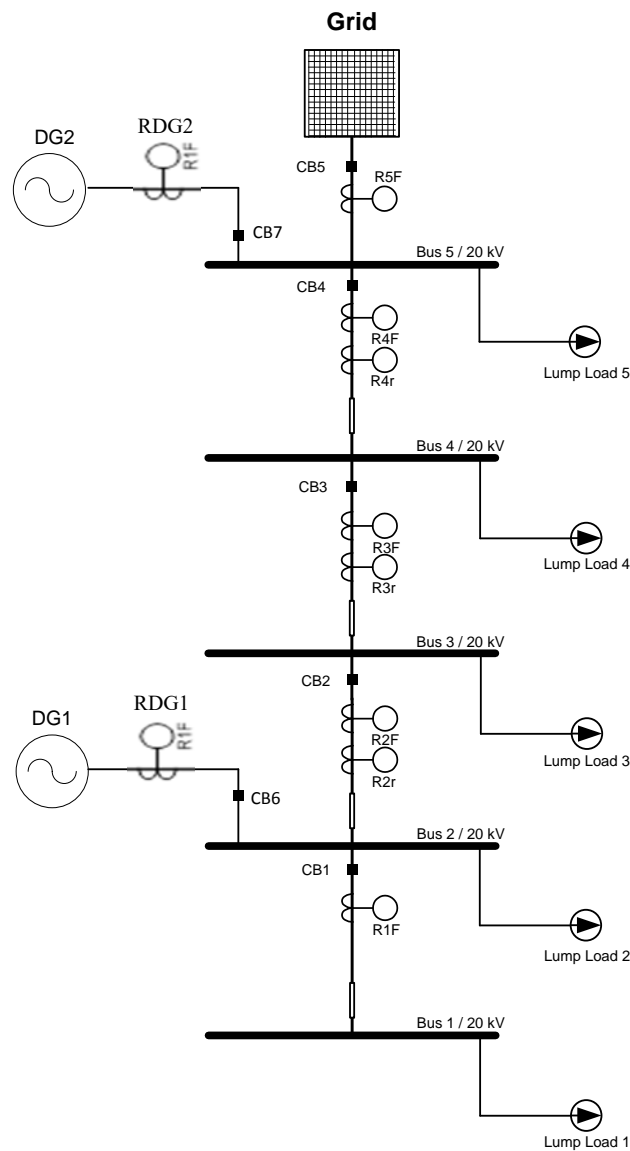 Grid
DG2
RDG2
R1F
CB5
R5F
CB7
Bus 5 / 20 kV
CB4
R4F
R4r
Lump Load 5
Bus 4 / 20 kV
CB3
R3F
R3r
Lump Load 4
Bus 3 / 20 kV
CB2
RDG1
DG1
R1F
R2F
R2r
Lump Load 3
CB6
Bus 2 / 20 kV
CB1
R1F
Lump Load 2
Bus 1 / 20 kV
Lump Load 1